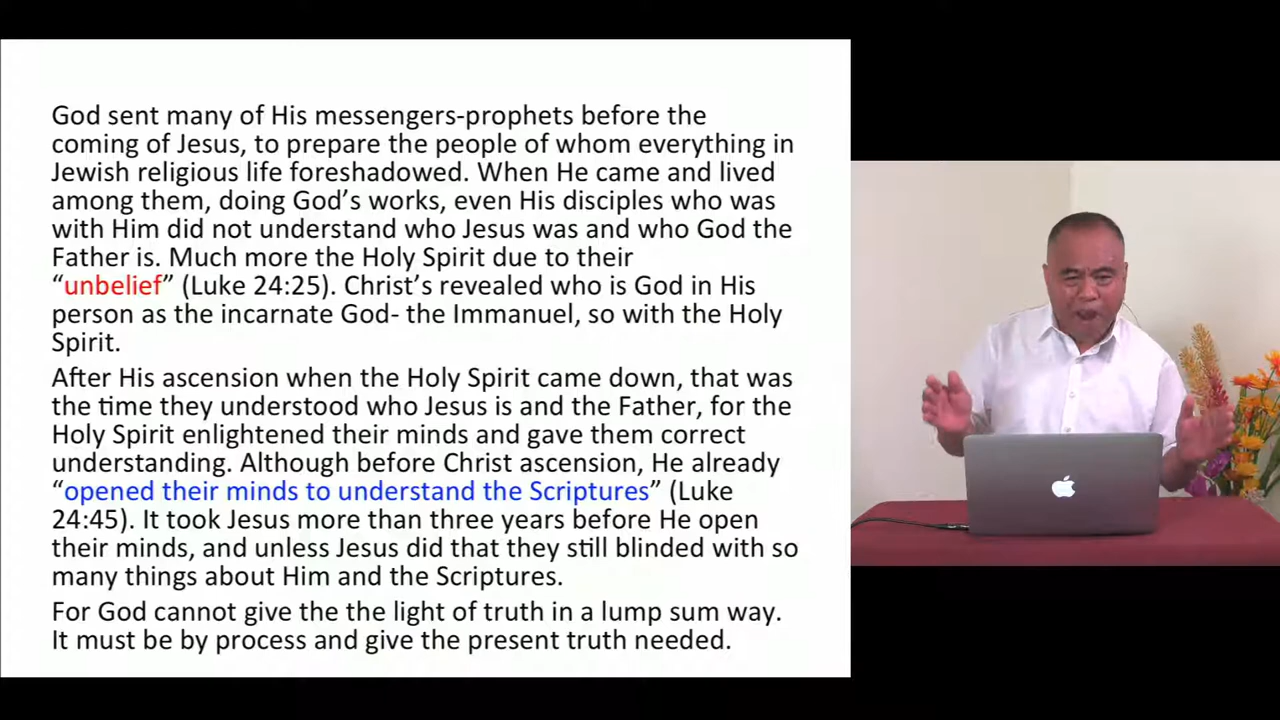 God sent many of His messengers-prophets before the
coming of Jesus, to prepare the people of whom everything in
Jewish religious life foreshadowed. When He came and lived
among them, doing God's works, even His disciples who was
with Him did not understand who Jesus was and who God the
Father is. Much more the Holy Spirit due to their
“unbelief” (Luke 24:25). Christ's revealed who is God in His
person as the incarnate God- the Immanuel, so with the Holy
Spirit.
After His ascension when the Holy Spirit came down, that was
the time they understood who Jesus is and the Father, for the
Holy Spirit enlightened their minds and gave them correct
understanding. Although before Christ ascension, He already
“opened their minds to understand the Scriptures” (Luke
24:45). It took Jesus more than three years before He open
their minds, and unless Jesus did that they still blinded with so
many things about Him and the Scriptures.
For God cannot give the the light of truth in a lump sum way.
It must be by process and give the present truth needed.